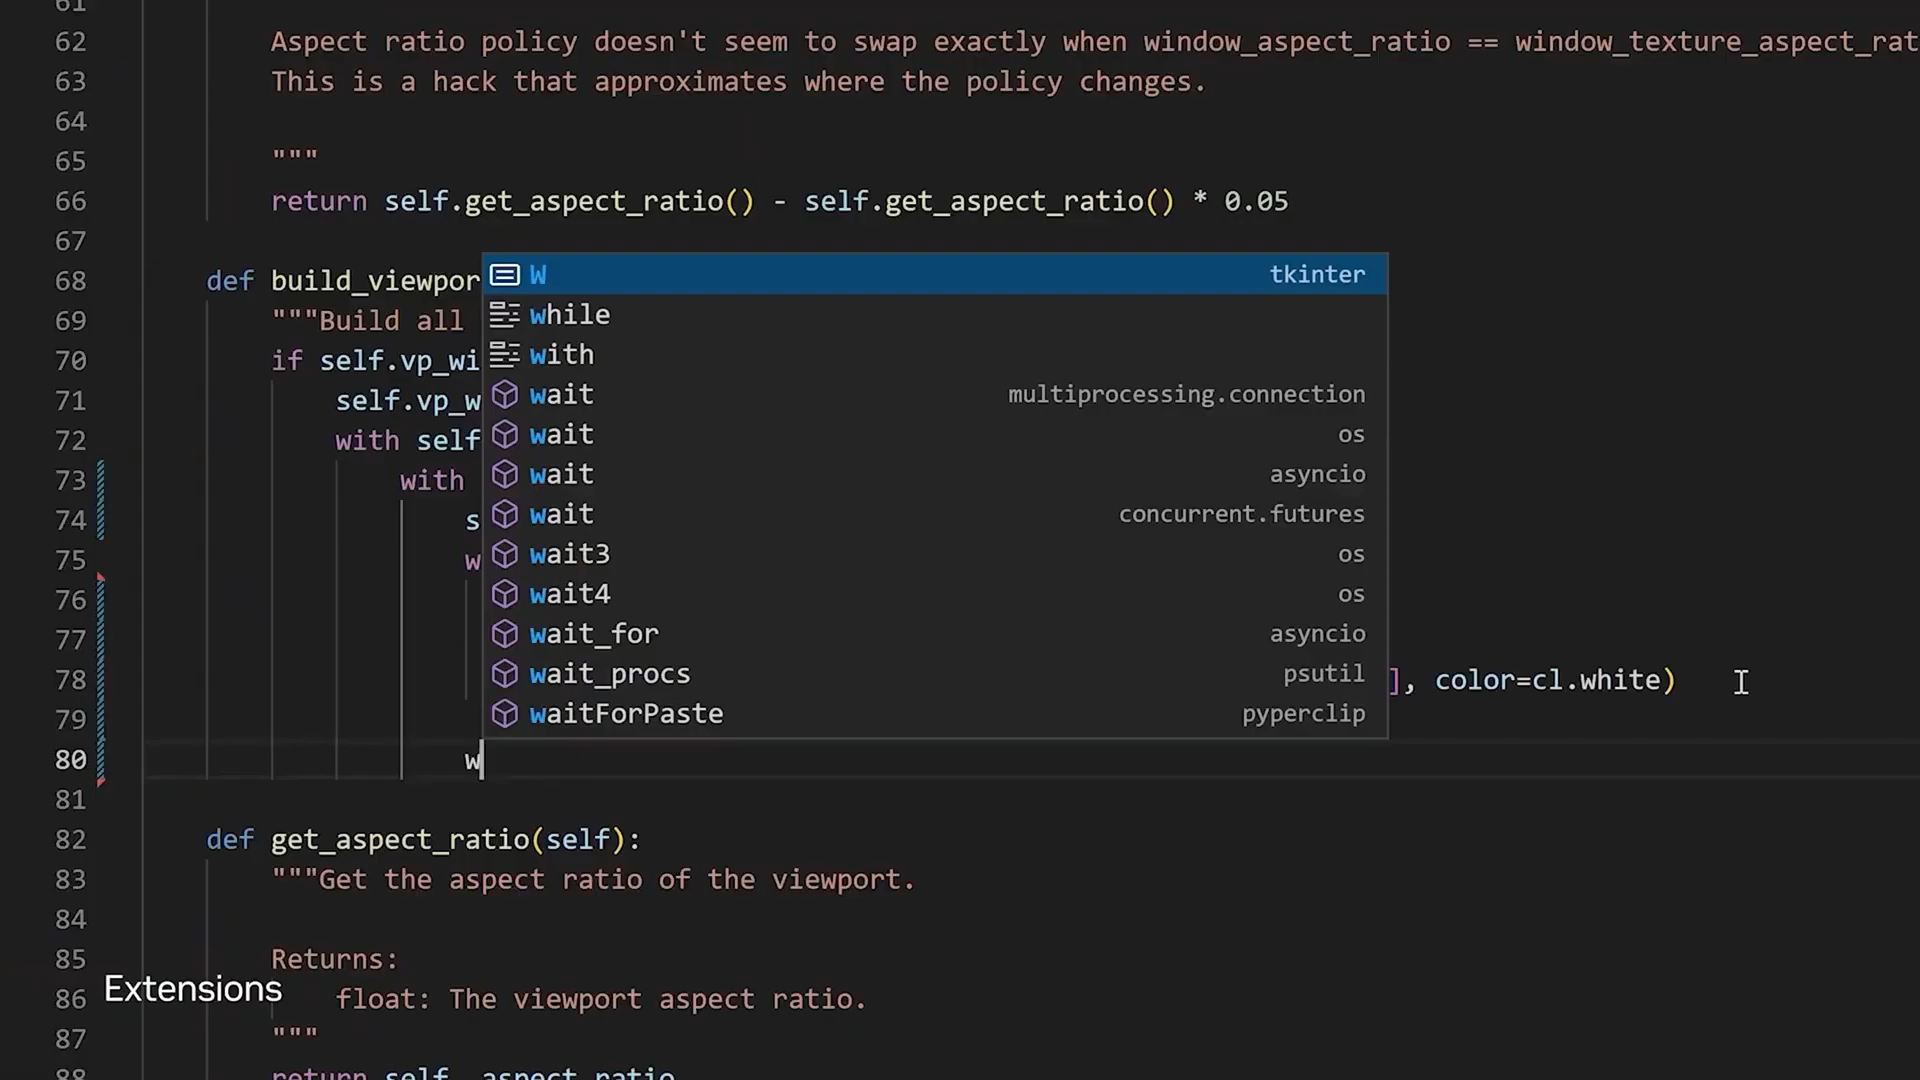 61
62 Aspect ratio policy doesn't seem to swap exactly when window_aspect_ratio == window_texture_aspect_rat
63 This is a hack that approximates where the policy changes.
64
65 """
66 return self.get_aspect_ratio() - self.get_aspect_ratio() * 0.05
67
68 def build_viewpor
69 """Build all
70 if self.vp_wi
71 self.vp_w
72 with self
73 with
74 s
75 w
76
77
78 ], color=cl.white)
79
80 w
W tkinter
while
with
wait multiprocessing.connection
wait os
wait asyncio
wait concurrent.futures
wait3 os
wait4 os
wait_for asyncio
wait_procs psutil
waitForPaste pyperclip
81
82 def get_aspect_ratio(self):
83 """Get the aspect ratio of the viewport.
84
85 Returns:
86 float: The viewport aspect ratio.
87 """
88 return self._aspect_ratio
Extensions